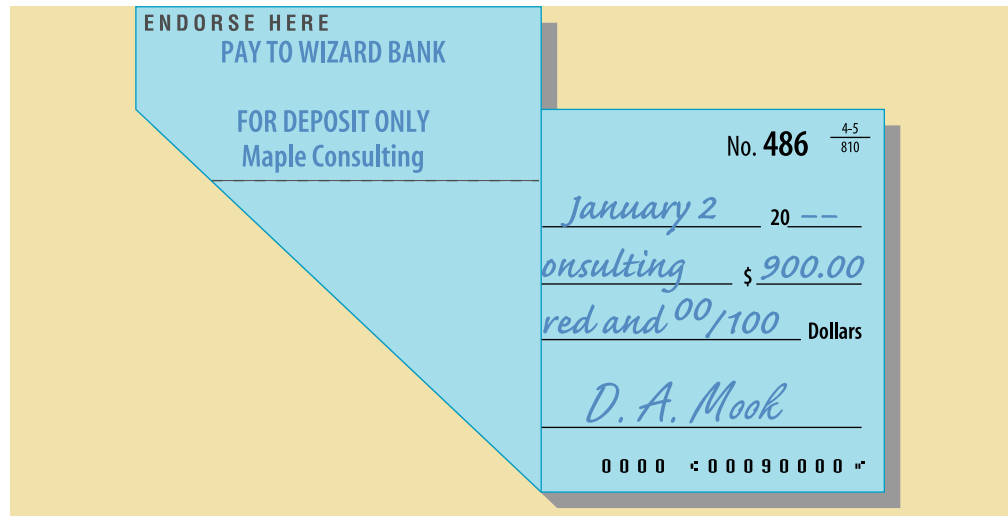 ENDORSE HERE
PAY TO WIZARD BANK
FOR DEPOSIT ONLY
Maple Consulting
No. 486 4-5/810
January 2 20 --
onsulting $ 900.00
red and 00/100 Dollars
D. A. Mook
0000 <00090000